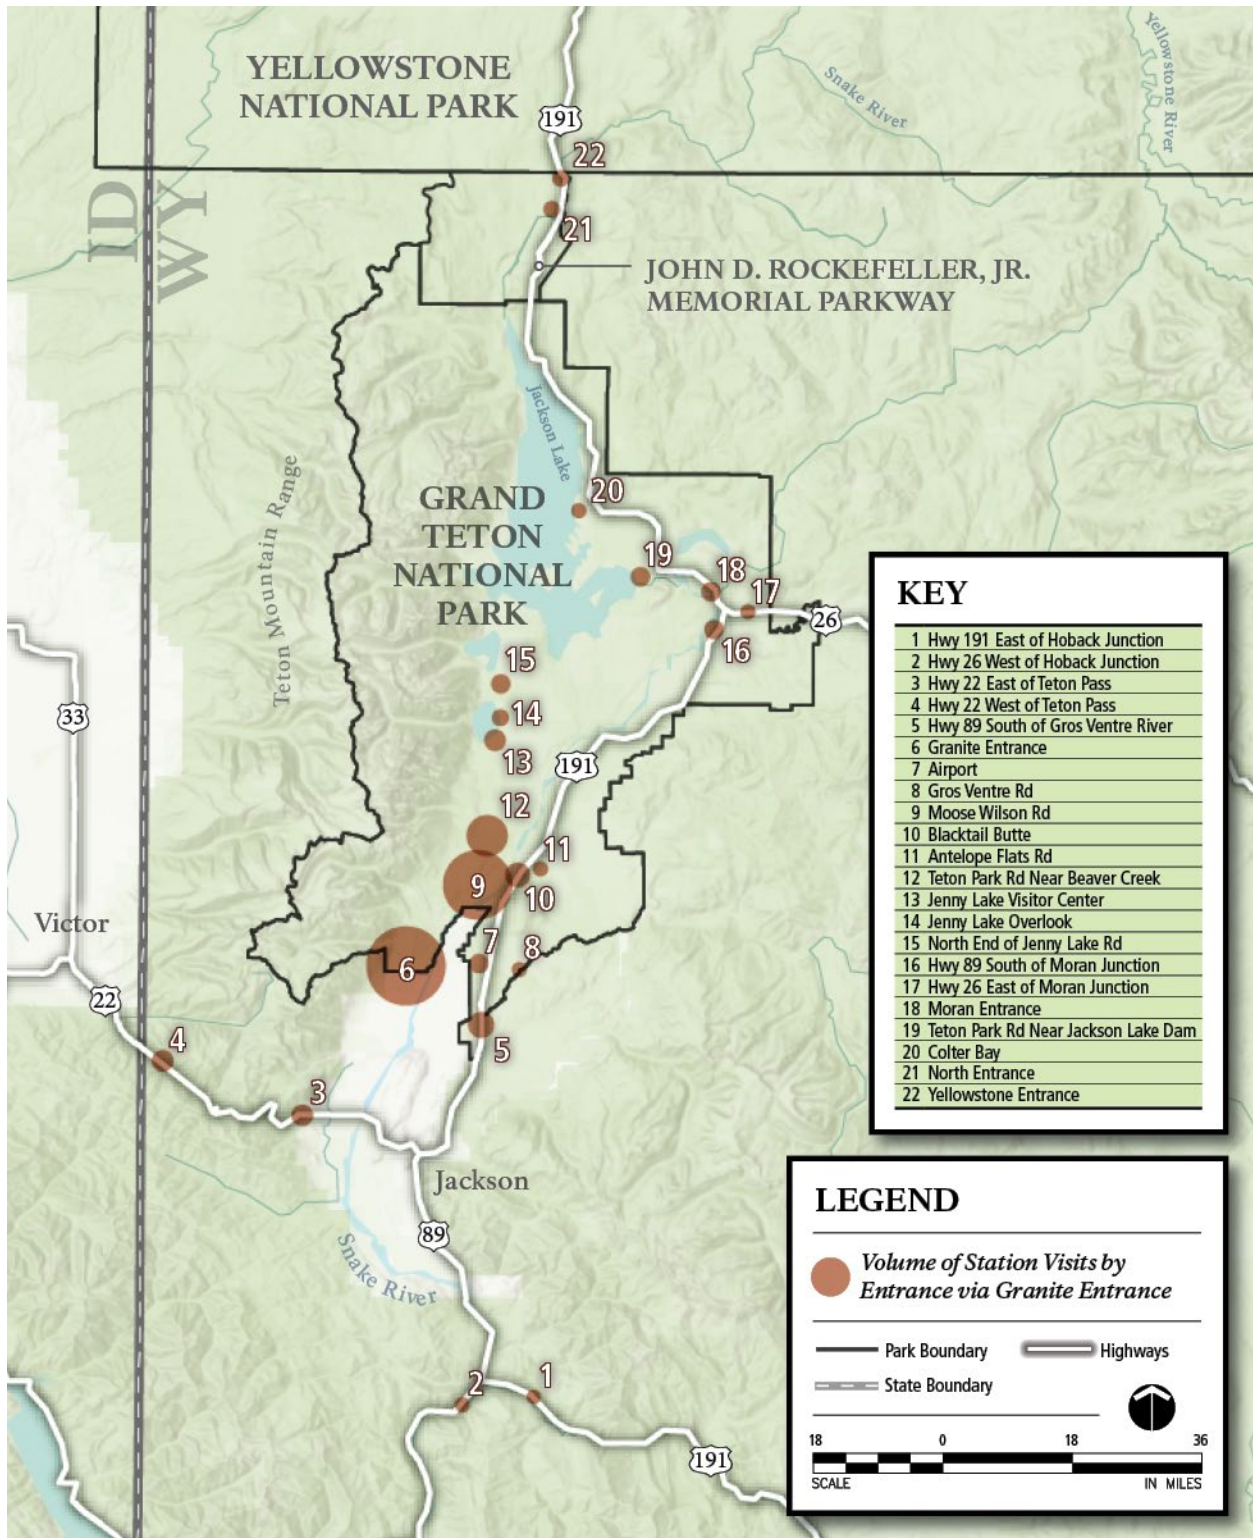 YELLOWSTONE
NATIONAL PARK
191
Snake River
Yellowstone River
22
ID
WY
21
JOHN D. ROCKEFELLER, JR.
MEMORIAL PARKWAY
Jackson Lake
Teton Mountain Range
GRAND
TETON
NATIONAL
PARK
20
19
18
17
26
16
15
14
13
33
191
12
11
9
10
Victor
7
8
6
22
5
4
3
Jackson
89
Snake River
2
1
191
KEY
1 Hwy 191 East of Hoback Junction
2 Hwy 26 West of Hoback Junction
3 Hwy 22 East of Teton Pass
4 Hwy 22 West of Teton Pass
5 Hwy 89 South of Gros Ventre River
6 Granite Entrance
7 Airport
8 Gros Ventre Rd
9 Moose Wilson Rd
10 Blacktail Butte
11 Antelope Flats Rd
12 Teton Park Rd Near Beaver Creek
13 Jenny Lake Visitor Center
14 Jenny Lake Overlook
15 North End of Jenny Lake Rd
16 Hwy 89 South of Moran Junction
17 Hwy 26 East of Moran Junction
18 Moran Entrance
19 Teton Park Rd Near Jackson Lake Dam
20 Colter Bay
21 North Entrance
22 Yellowstone Entrance
LEGEND
Volume of Station Visits by
Entrance via Granite Entrance
Park Boundary
Highways
State Boundary
18 0 18 36
SCALE IN MILES